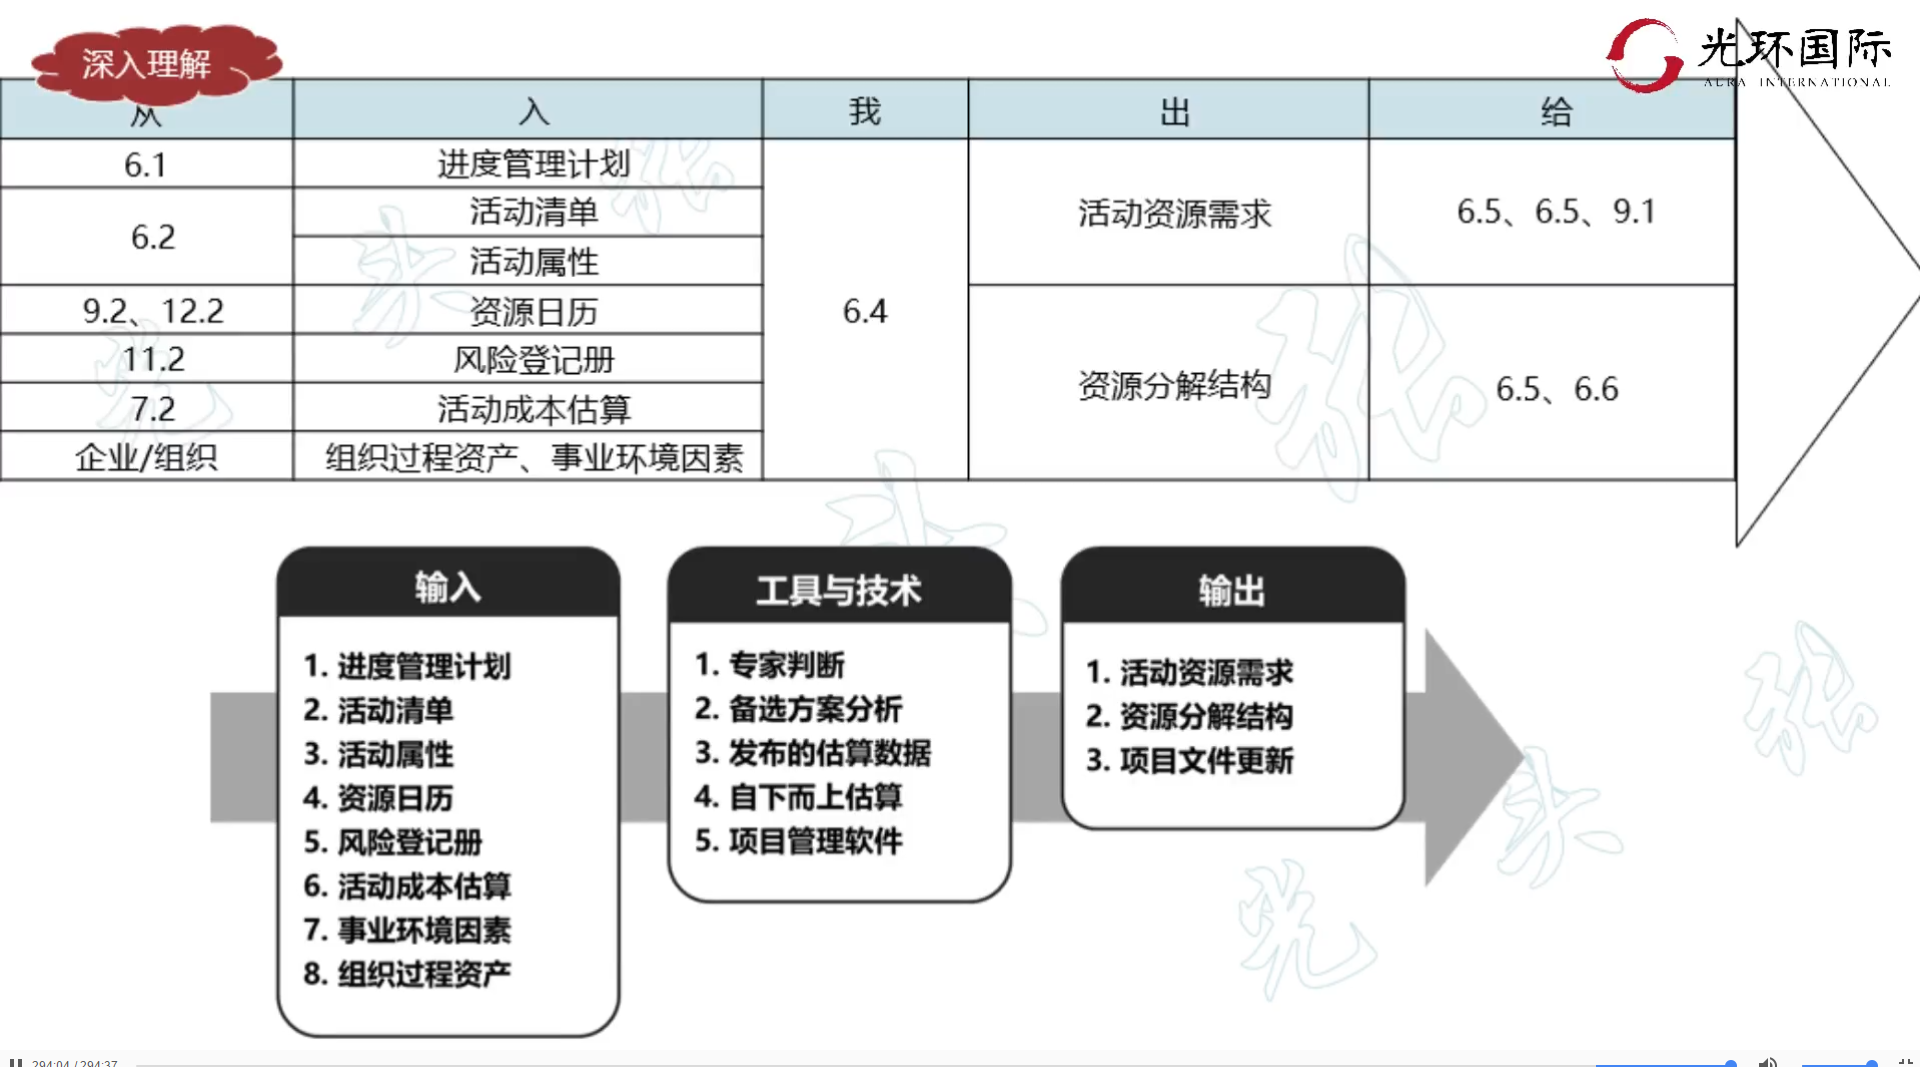 深入理解
光环国际
AURA INTERNATIONAL
从 入 我 出 给
6.1 进度管理计划
6.2 活动清单
活动属性
9.2、12.2 资源日历
11.2 风险登记册
7.2 活动成本估算
企业/组织 组织过程资产、事业环境因素
6.4
活动资源需求 6.5、6.5、9.1
资源分解结构 6.5、6.6
输入
1. 进度管理计划
2. 活动清单
3. 活动属性
4. 资源日历
5. 风险登记册
6. 活动成本估算
7. 事业环境因素
8. 组织过程资产
工具与技术
1. 专家判断
2. 备选方案分析
3. 发布的估算数据
4. 自下而上估算
5. 项目管理软件
输出
1. 活动资源需求
2. 资源分解结构
3. 项目文件更新
294:04 / 294:37